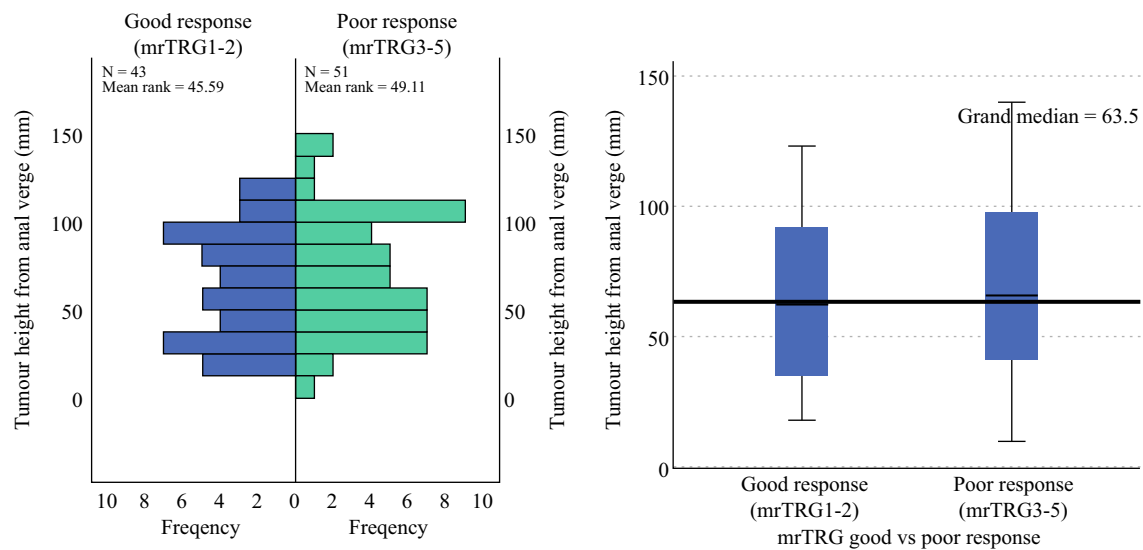 Good response
(mrTRG1-2)
Poor response
(mrTRG3-5)
N = 43
Mean rank = 45.59
N = 51
Mean rank = 49.11
Tumour height from anal verge (mm)
150
100
50
0
150
100
50
0
Tumour height from anal verge (mm)
10 8 6 4 2 0 2 4 6 8 10
Freqency
Freqency
Tumour height from anal verge (mm)
150
100
50
0
Grand median = 63.5
Good response
(mrTRG1-2)
Poor response
(mrTRG3-5)
mrTRG good vs poor response